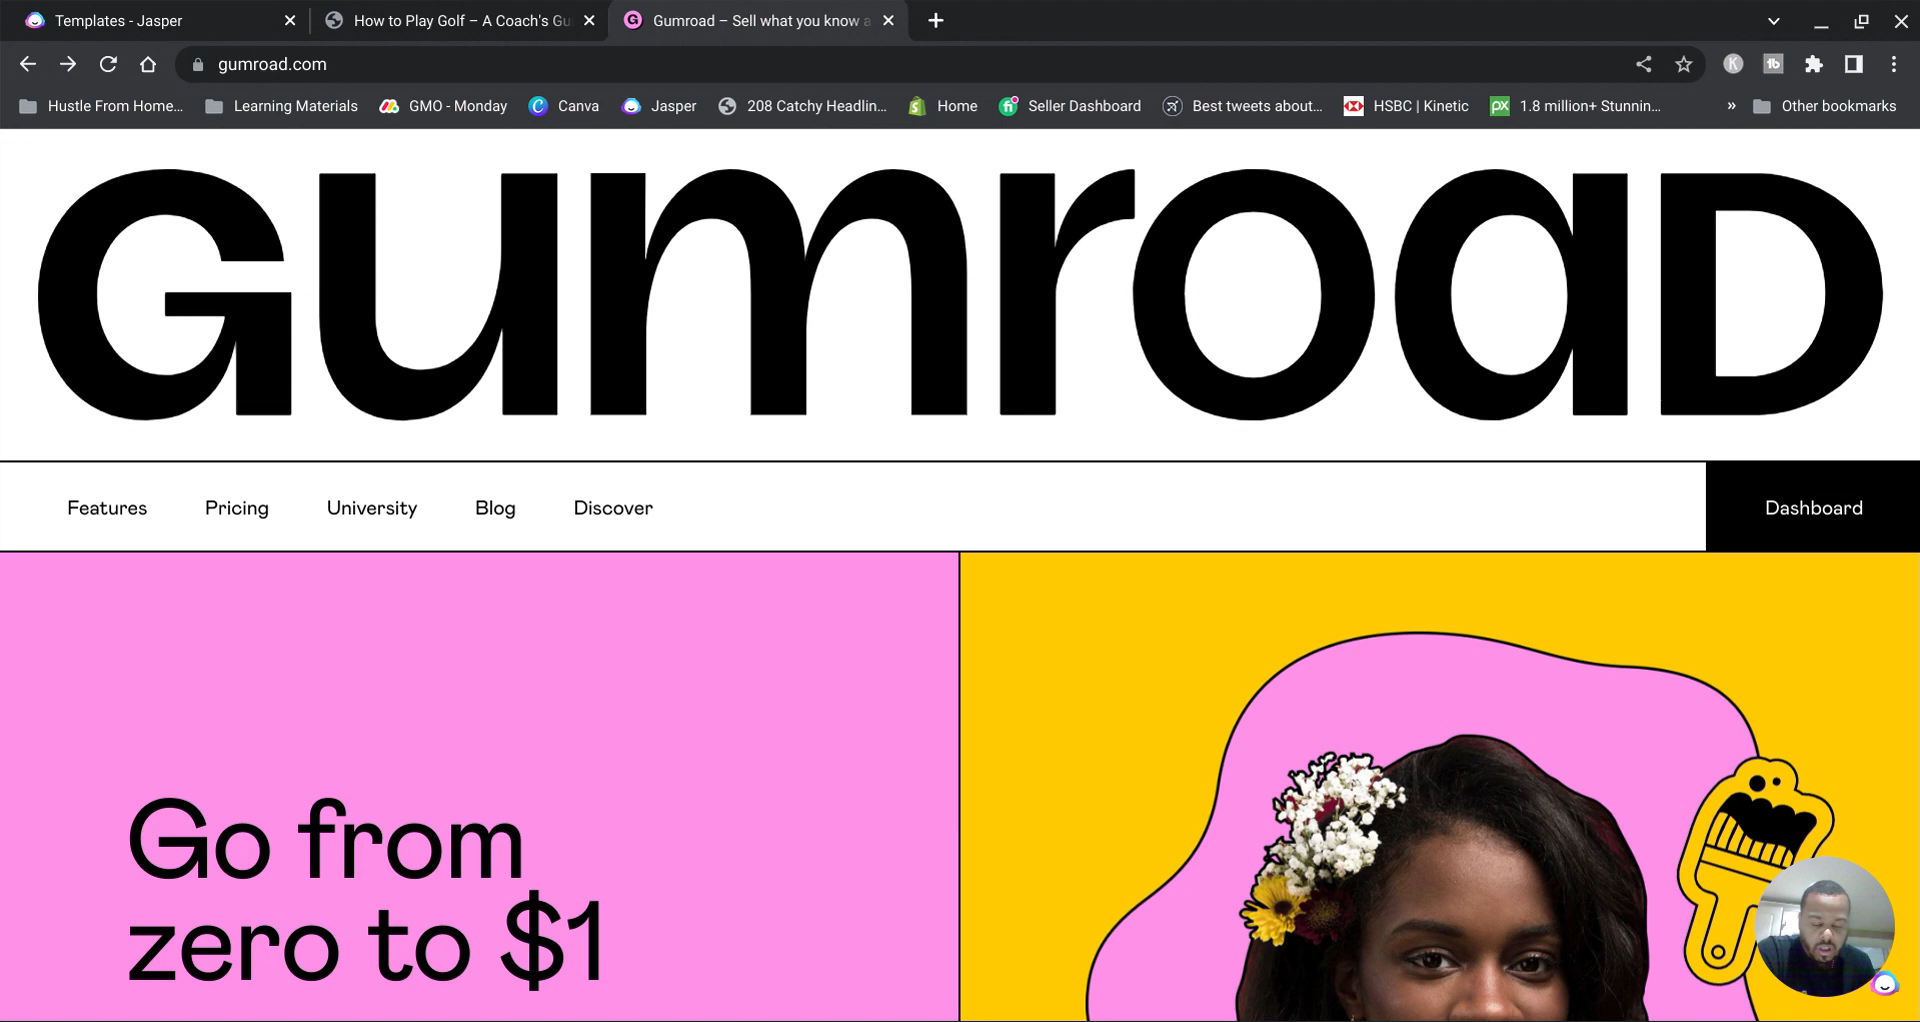 Templates - Jasper
How to Play Golf – A Coach's Gu
Gumroad – Sell what you know a
gumroad.com
Hustle From Home...
Learning Materials
GMO - Monday
Canva
Jasper
208 Catchy Headlin...
Home
Seller Dashboard
Best tweets about...
HSBC | Kinetic
1.8 million+ Stunnin...
Other bookmarks
Gumroad
Features
Pricing
University
Blog
Discover
Dashboard
Go from
zero to $1